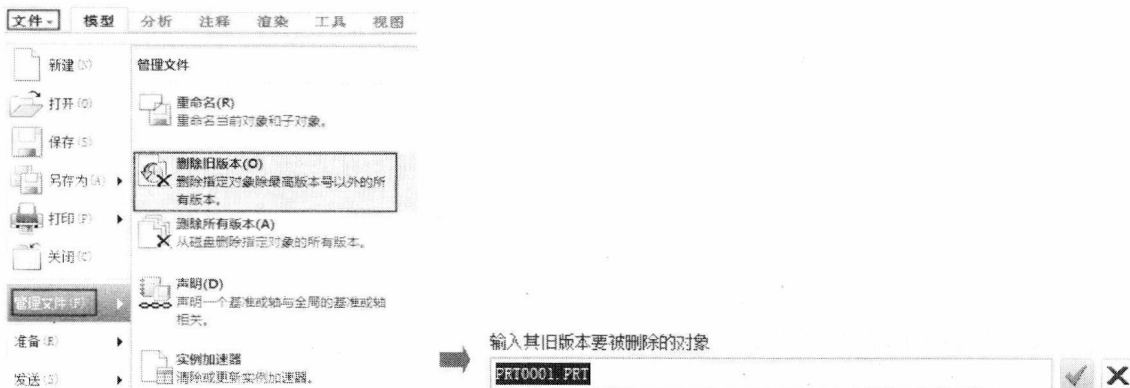 文件 模型 分析 注释 渲染 工具 视图
新建(N)
打开(O)
保存(S)
另存为(A)
打印(P)
关闭(C)
管理文件(F)
准备(R)
发送(S)
管理文件
重命名(R)
重命名当前对象和子对象。
删除旧版本(O)
删除指定对象除最高版本号以外的所
有版本。
删除所有版本(A)
从磁盘删除指定对象的所有版本。
声明(D)
声明一个基准或轴与全局的基准或轴
相关。
实例加速器
清除或更新实例加速器。
输入其旧版本要被删除的对象
PRT0001.PRT